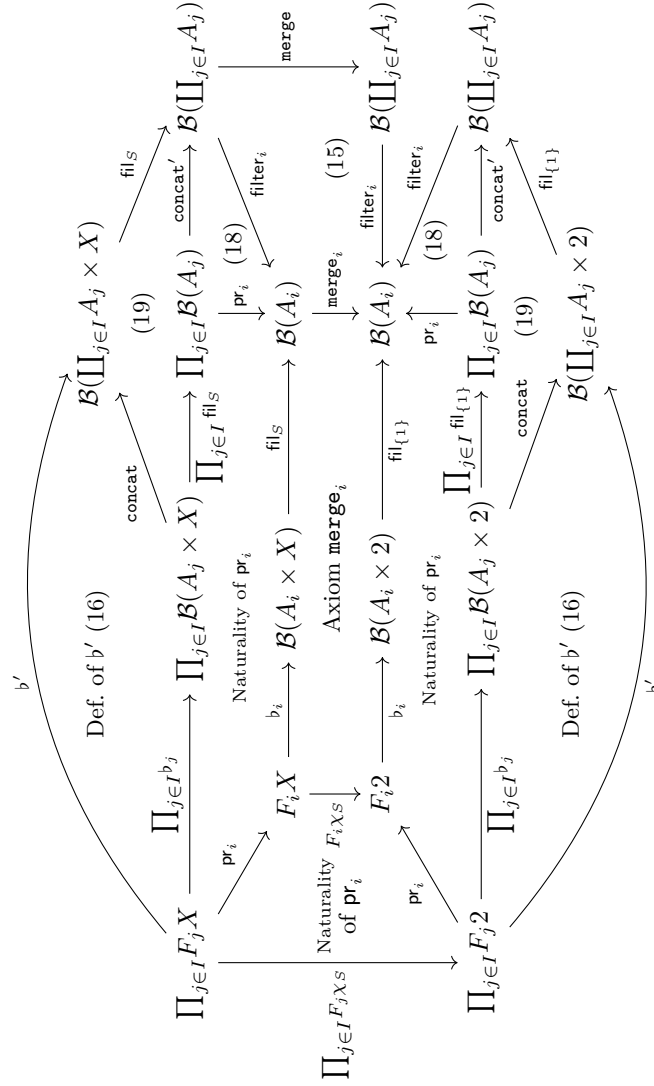 ♭′
B(∐_{j∈I} A_j × X)
concat
fil_S
Def. of ♭′ (16)
(19)
∏_{j∈I} F_j X
∏_{j∈I} ♭_j
∏_{j∈I} B(A_j × X)
∏_{j∈I} fil_S
∏_{j∈I} B(A_j)
concat′
B(∐_{j∈I} A_j)
pr_i
Naturality of pr_i
pr_i
(18)
filter_i
F_i X
♭_i
B(A_i × X)
fil_S
B(A_i)
merge
∏_{j∈I} F_j χ_S
Naturality
of pr_i
F_i χ_S
Axiom merge_i
merge_i
(15)
F_i 2
♭_i
B(A_i × 2)
fil_{{1}}
B(A_i)
filter_i
B(∐_{j∈I} A_j)
pr_i
Naturality of pr_i
pr_i
(18)
filter_i
∏_{j∈I} F_j 2
∏_{j∈I} ♭_j
∏_{j∈I} B(A_j × 2)
∏_{j∈I} fil_{{1}}
∏_{j∈I} B(A_j)
concat′
B(∐_{j∈I} A_j)
Def. of ♭′ (16)
(19)
concat
fil_{{1}}
B(∐_{j∈I} A_j × 2)
♭′